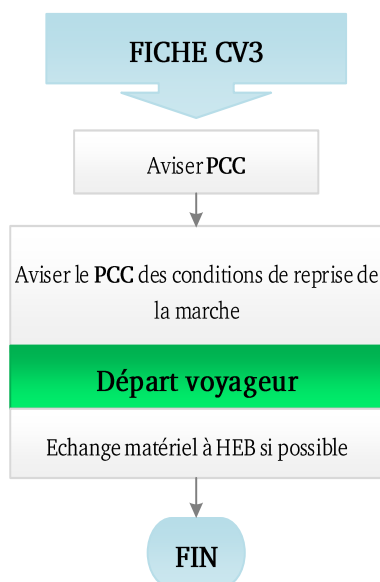 FICHE CV3
Aviser PCC
Aviser le PCC des conditions de reprise de
la marche
Départ voyageur
Echange matériel à HEB si possible
FIN